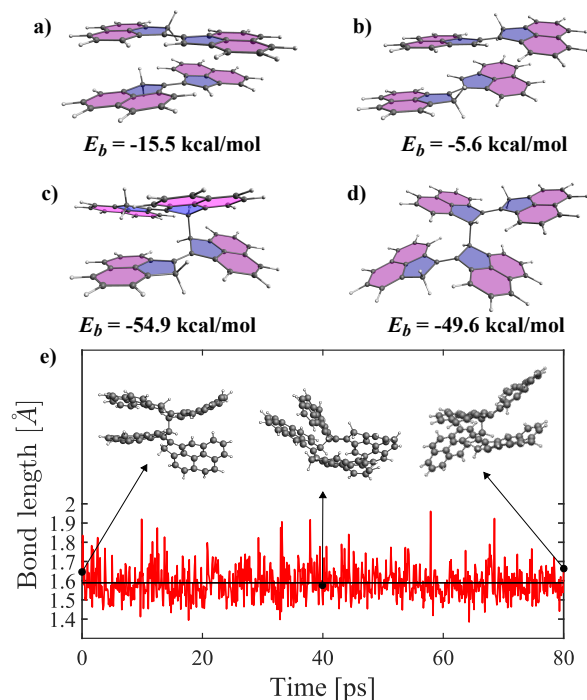 a)
b)
E_b = -15.5 kcal/mol
E_b = -5.6 kcal/mol
c)
d)
E_b = -54.9 kcal/mol
E_b = -49.6 kcal/mol
e)
Bond length [Å]
2
1.9
1.8
1.7
1.6
1.5
1.4
0
20
40
60
80
Time [ps]